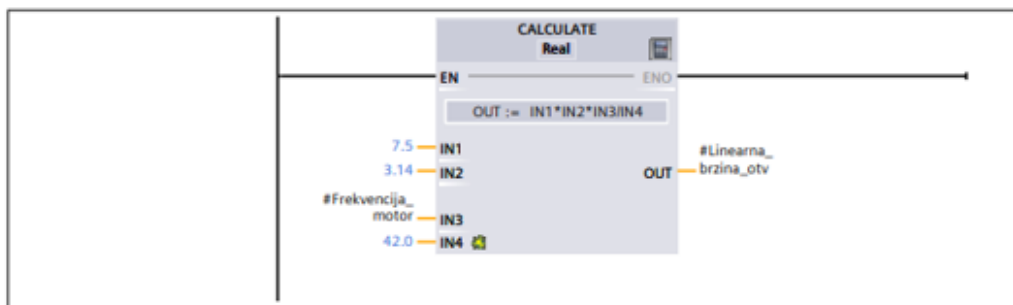 CALCULATE
Real
EN ENO
OUT := IN1*IN2*IN3/IN4
7.5 IN1
3.14 IN2
#Frekvencija_
motor IN3
42.0 IN4
OUT #Linearna_
brzina_otv